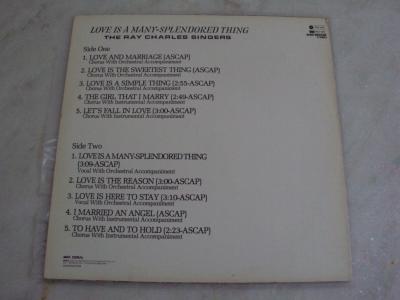 LOVE IS A MANY-SPLENDORED THING
THE RAY CHARLES SINGERS
Side One
1. LOVE AND MARRIAGE (ASCAP)
Chorus With Orchestral Accompaniment
2. LOVE IS THE SWEETEST THING (ASCAP)
Chorus With Orchestral Accompaniment
3. LOVE IS A SIMPLE THING (2:55-ASCAP)
Chorus With Orchestral Accompaniment
4. THE GIRL THAT I MARRY (2:49-ASCAP)
Chorus With Instrumental Accompaniment
5. LET'S FALL IN LOVE (3:00-ASCAP)
Chorus With Instrumental Accompaniment
Side Two
1. LOVE IS A MANY-SPLENDORED THING
(3:09-ASCAP)
Vocal With Orchestral Accompaniment
2. LOVE IS THE REASON (3:00-ASCAP)
Chorus With Orchestral Accompaniment
3. LOVE IS HERE TO STAY (3:10-ASCAP)
Vocal With Orchestral Accompaniment
4. I MARRIED AN ANGEL (ASCAP)
Chorus With Instrumental Accompaniment
5. TO HAVE AND TO HOLD (2:23-ASCAP)
Chorus With Instrumental Accompaniment